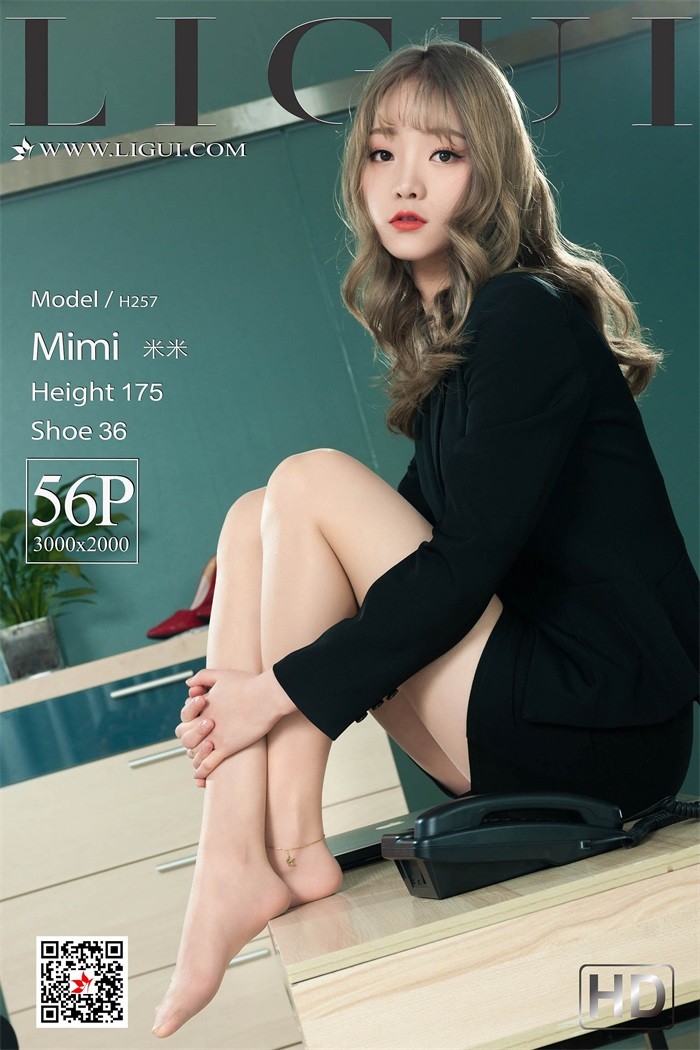 LIGUI
WWW.LIGUI.COM
Model / H257
Mimi 米米
Height 175
Shoe 36
56P
3000x2000
HD